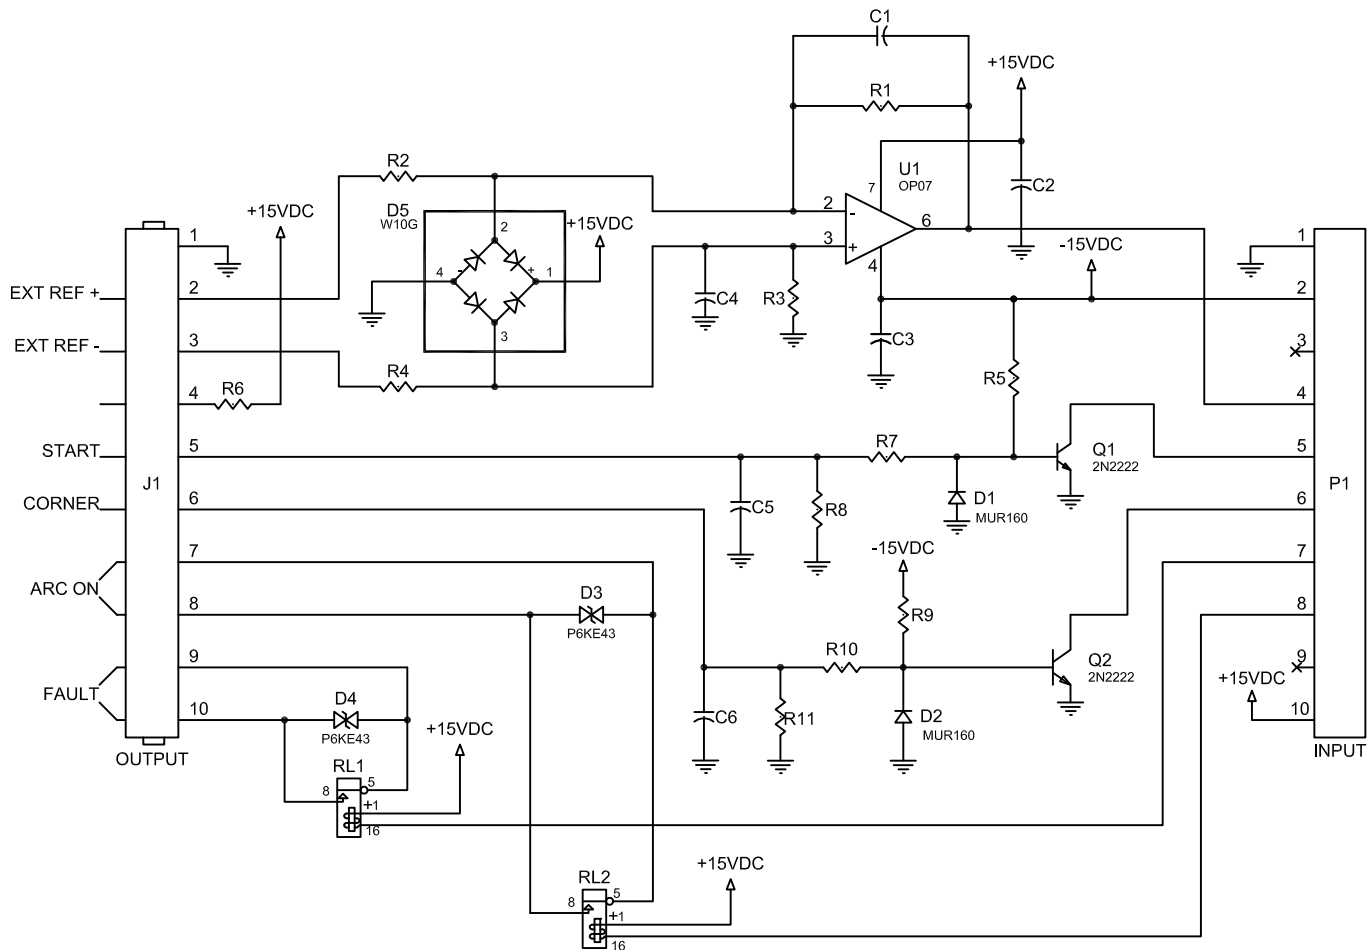 C1
+15VDC
R1
R2
U1
OP07
7
C2
+15VDC
D5
W10G
+15VDC
2
-
2
6
1
3
+
-15VDC
1
EXT REF +
2
4
-
+
1
4
2
C4
R3
EXT REF -
3
3
C3
3
R4
R5
4
R6
4
START
5
R7
Q1
2N2222
5
J1
P1
CORNER
6
C5
R8
D1
MUR160
6
7
-15VDC
7
ARC ON
D3
8
P6KE43
R9
8
9
R10
Q2
2N2222
9
FAULT
D4
+15VDC
10
P6KE43
+15VDC
C6
R11
D2
MUR160
10
OUTPUT
INPUT
RL1
5
8
+1
16
+15VDC
RL2
5
8
+1
16